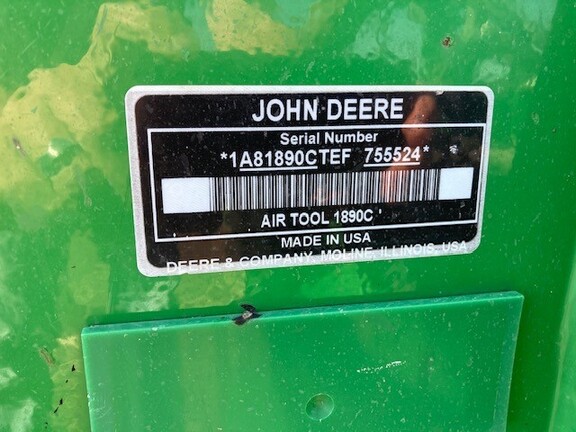 JOHN DEERE
Serial Number
*1A81890CTEF 755524*
AIR TOOL 1890C
MADE IN USA
DEERE & COMPANY, MOLINE, ILLINOIS, USA